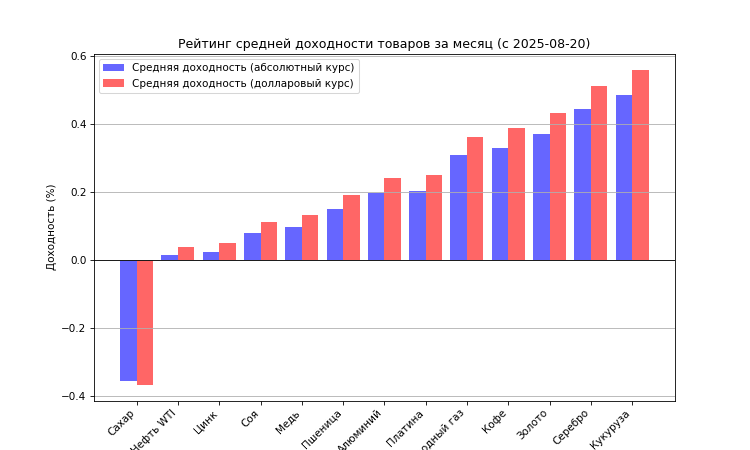 Рейтинг средней доходности товаров за месяц (с 2025-08-20)
Средняя доходность (абсолютный курс)
Средняя доходность (долларовый курс)
Доходность (%)
0.6
0.4
0.2
0.0
−0.2
−0.4
Сахар
Нефть WTI
Цинк
Соя
Медь
Пшеница
Алюминий
Платина
газ
Кофе
Золото
Серебро
Кукуруза